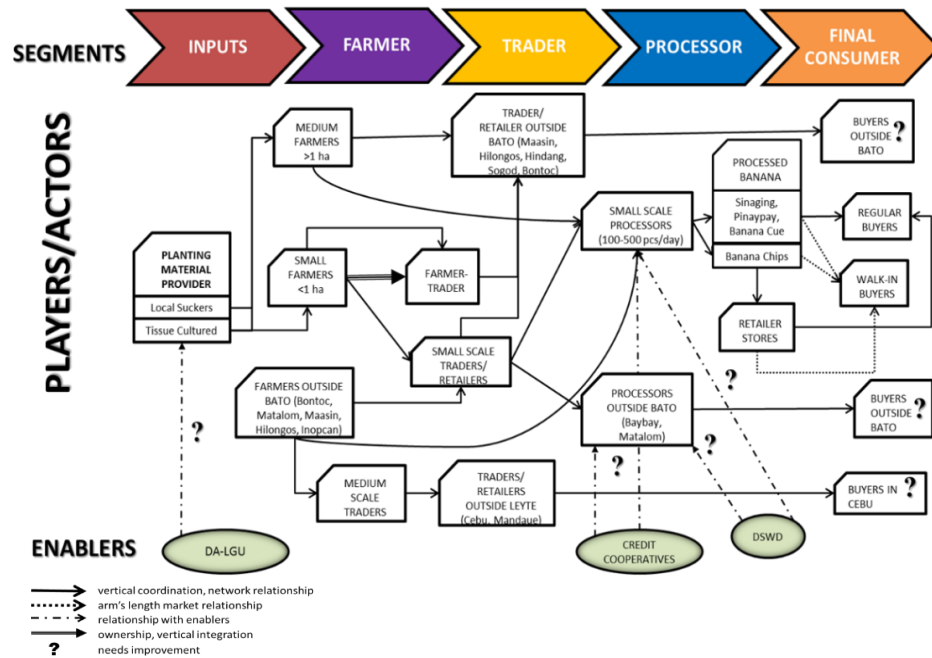 SEGMENTS
INPUTS
FARMER
TRADER
PROCESSOR
FINAL
CONSUMER
PLAYERS/ACTORS
MEDIUM
FARMERS
>1 ha
TRADER/
RETAILER OUTSIDE
BATO (Maasin,
Hilongos, Hindang,
Sogod, Bontoc)
BUYERS
OUTSIDE
BATO
?
PROCESSED
BANANA
Sinaging,
Pinaypay,
Banana Cue
Banana Chips
SMALL SCALE
PROCESSORS
(100-500 pcs/day)
REGULAR
BUYERS
PLANTING
MATERIAL
PROVIDER
Local Suckers
Tissue Cultured
SMALL
FARMERS
<1 ha
FARMER-
TRADER
WALK-IN
BUYERS
RETAILER
STORES
SMALL SCALE
TRADERS/
RETAILERS
FARMERS OUTSIDE
BATO (Bontoc,
Matalom, Maasin,
Hilongos, Inopcan)
PROCESSORS
OUTSIDE BATO
(Baybay,
Matalom)
?
BUYERS
OUTSIDE
BATO
?
?
?
?
MEDIUM
SCALE
TRADERS
TRADERS/
RETAILERS
OUTSIDE LEYTE
(Cebu, Mandaue)
BUYERS IN
CEBU
?
ENABLERS
DA-LGU
CREDIT
COOPERATIVES
DSWD
vertical coordination, network relationship
arm's length market relationship
relationship with enablers
ownership, vertical integration
? needs improvement